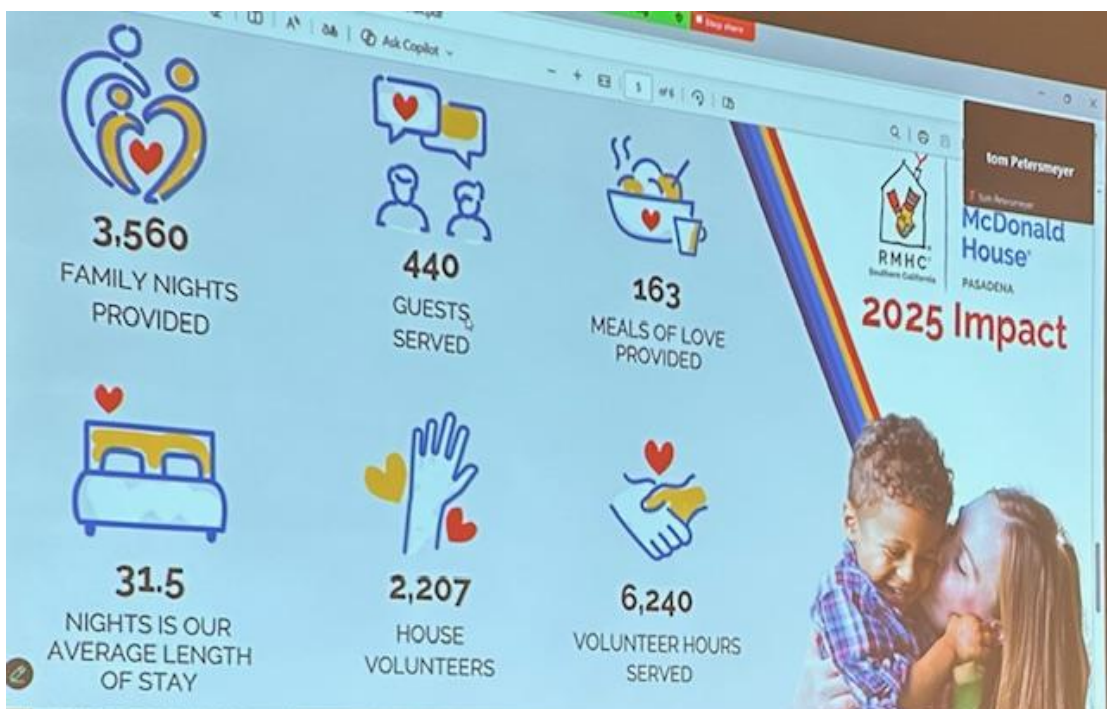 Stop share
Ask Copilot
5 of 6
tom Petersmeyer
3,560
FAMILY NIGHTS
PROVIDED
440
GUESTS
SERVED
163
MEALS OF LOVE
PROVIDED
RMHC®
Southern California
McDonald
House®
PASADENA
2025 Impact
31.5
NIGHTS IS OUR
AVERAGE LENGTH
OF STAY
2,207
HOUSE
VOLUNTEERS
6,240
VOLUNTEER HOURS
SERVED